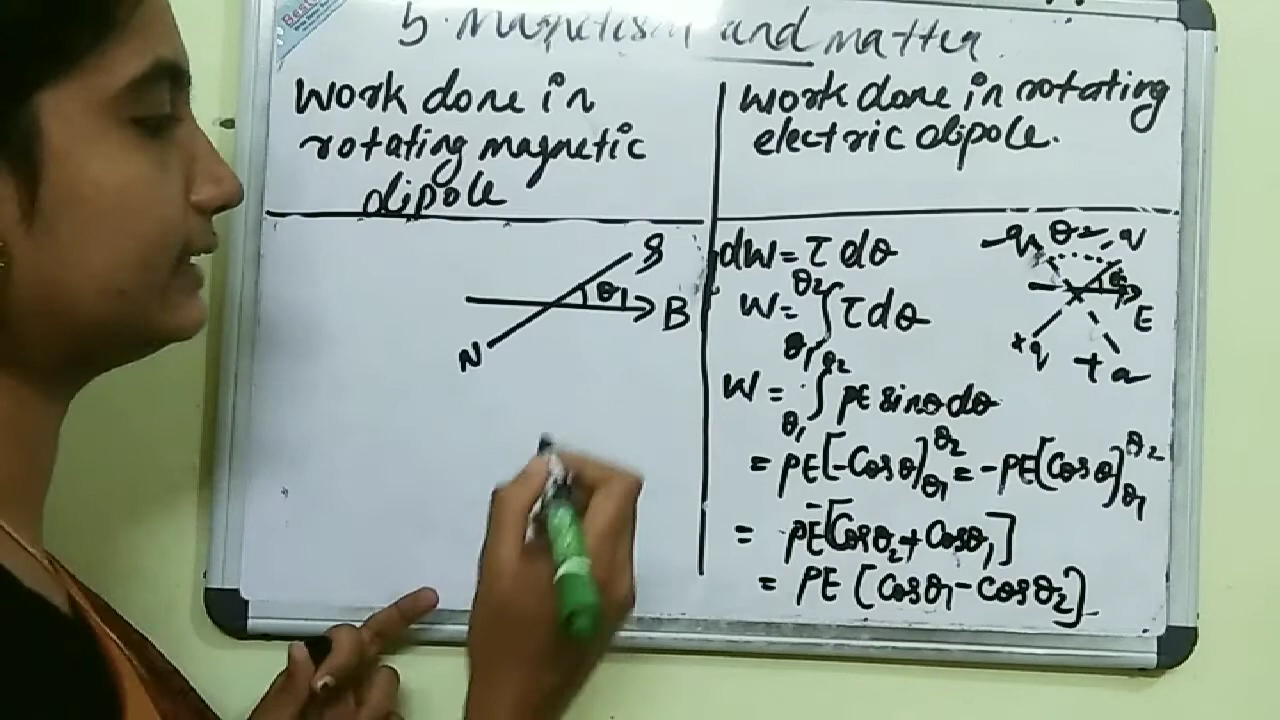 5. Magnetism and matter.
Work done in
rotating magnetic
dipole
S
θ1
B
N
work done in rotating
electric dipole.
dW = τ dθ
W = ∫θ1θ2 τ dθ
W = ∫θ1θ2 PE sinθ dθ
= PE[-Cosθ]θ1θ2 = -PE[Cosθ]θ1θ2
= PE[-Cosθ2 + Cosθ1]
= PE [Cosθ1 - Cosθ2]
-q θ2 -q
E
+q +q